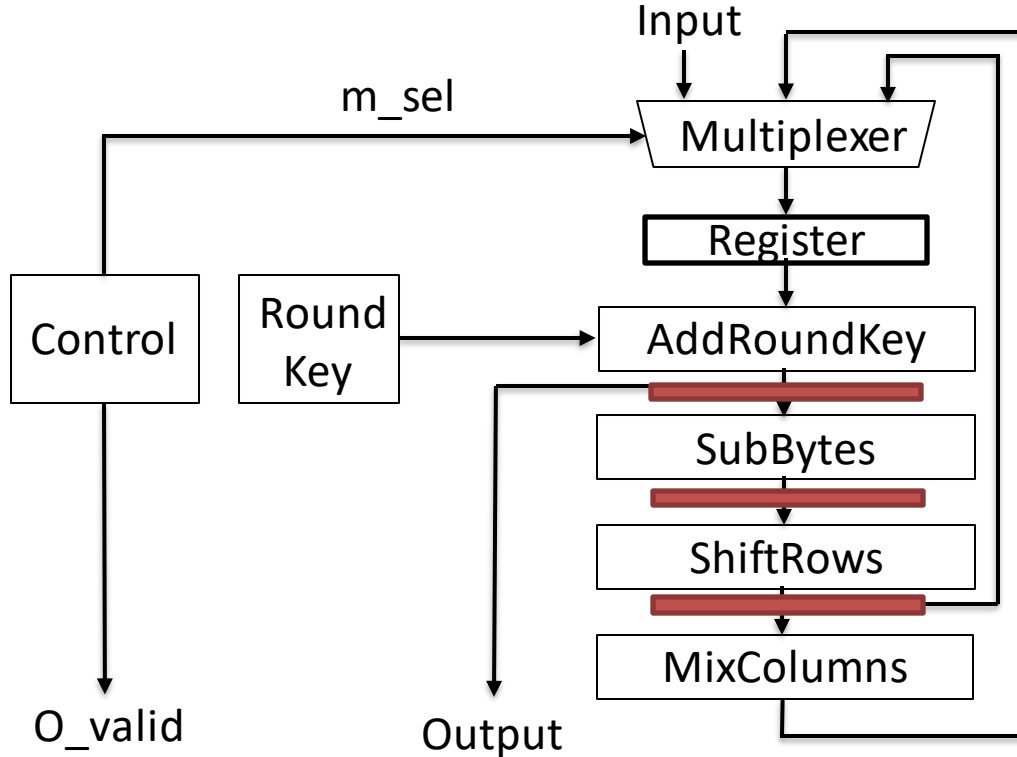 Input
m_sel
Multiplexer
Register
Control
Round
Key
AddRoundKey
SubBytes
ShiftRows
MixColumns
O_valid
Output